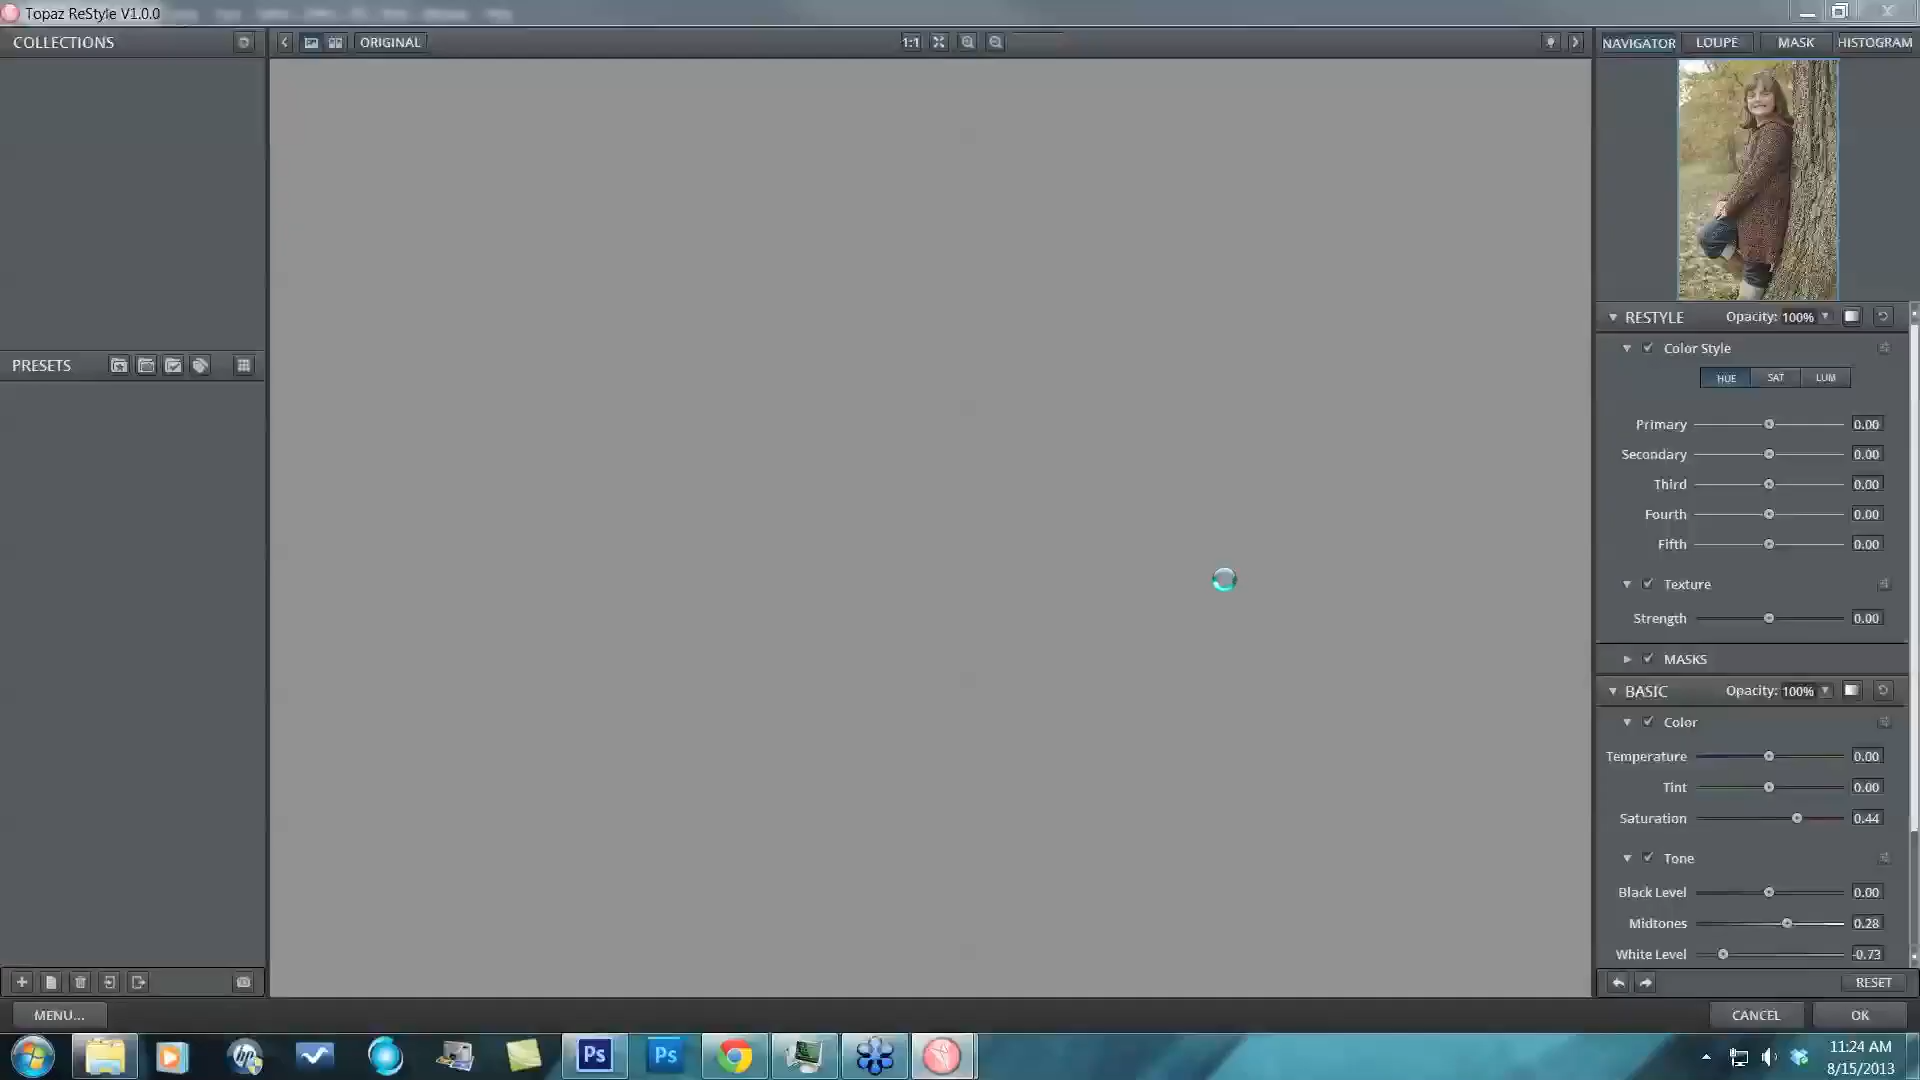 Topaz ReStyle V1.0.0
COLLECTIONS
ORIGINAL
1:1
NAVIGATOR
LOUPE
MASK
HISTOGRAM
RESTYLE
Opacity: 100%
Color Style
HUE
SAT
LUM
Primary 0.00
Secondary 0.00
Third 0.00
Fourth 0.00
Fifth 0.00
Texture
Strength 0.00
MASKS
BASIC
Opacity: 100%
Color
Temperature 0.00
Tint 0.00
Saturation 0.44
Tone
Black Level 0.00
Midtones 0.28
White Level -0.73
RESET
PRESETS
MENU...
CANCEL
OK
hp
Ps
Ps
11:24 AM
8/15/2013